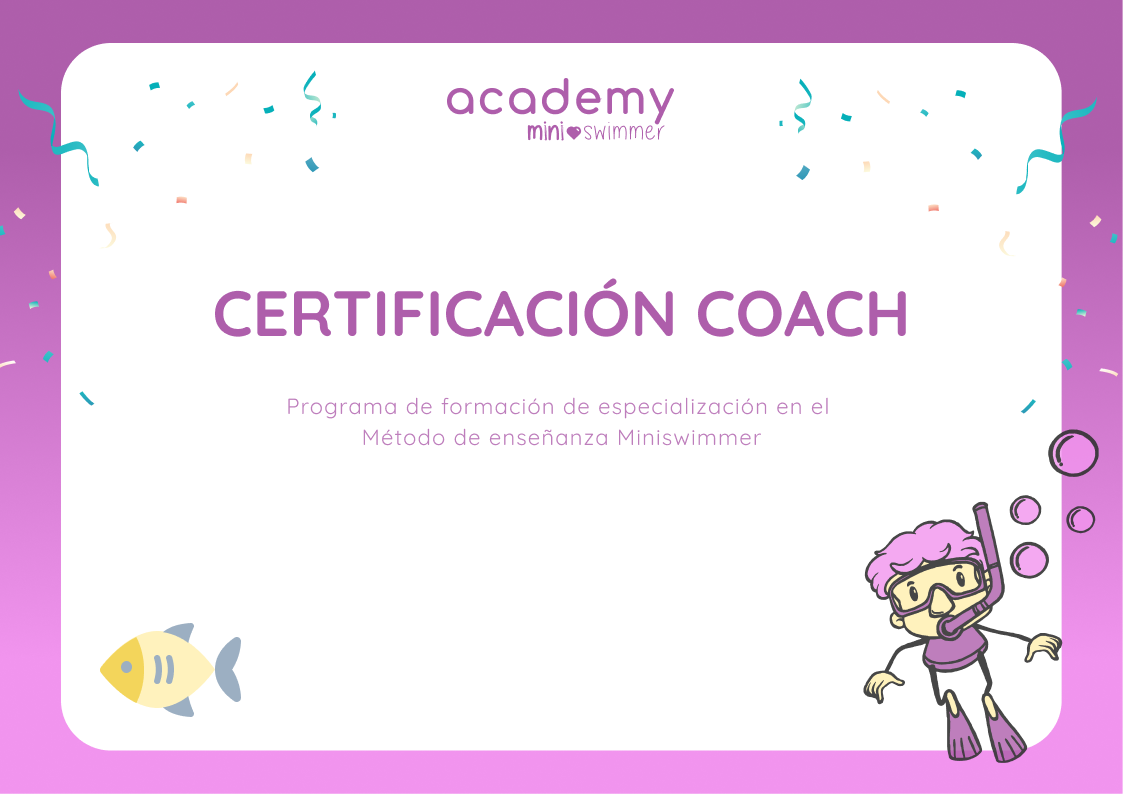 academy
mini swimmer
CERTIFICACIÓN COACH
Programa de formación de especialización en el
Método de enseñanza Miniswimmer